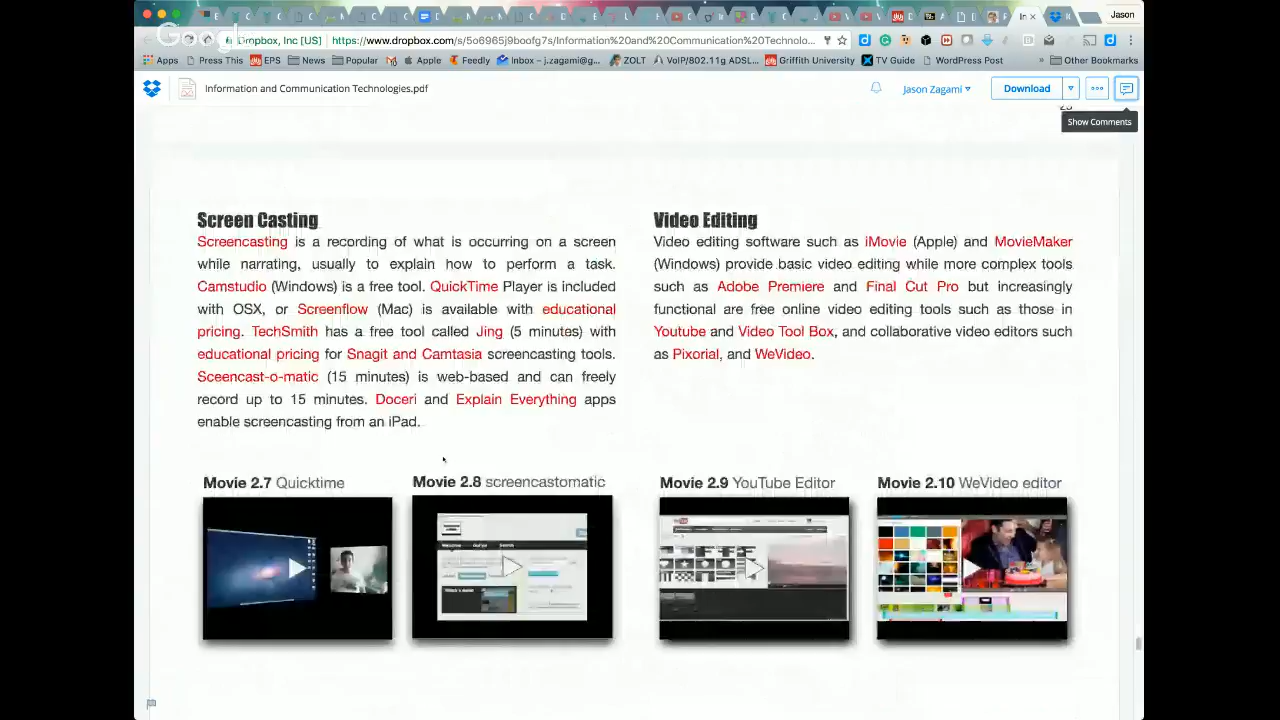 Jason
Dropbox, Inc [US]
https://www.dropbox.com/s/5o6965j9boofg7s/Information%20and%20Communication%20Technolo...
Apps
Press This
EPS
News
Popular
Apple
Feedly
Inbox – j.zagami@g...
ZOLT
VoIP/802.11g ADSL...
Griffith University
TV Guide
WordPress Post
»
Other Bookmarks
Information and Communication Technologies.pdf
Jason Zagami
Download
Show Comments
Screen Casting
Screencasting is a recording of what is occurring on a screen
while narrating, usually to explain how to perform a task.
Camstudio (Windows) is a free tool. QuickTime Player is included
with OSX, or Screenflow (Mac) is available with educational
pricing. TechSmith has a free tool called Jing (5 minutes) with
educational pricing for Snagit and Camtasia screencasting tools.
Sceencast-o-matic (15 minutes) is web-based and can freely
record up to 15 minutes. Doceri and Explain Everything apps
enable screencasting from an iPad.
Video Editing
Video editing software such as iMovie (Apple) and MovieMaker
(Windows) provide basic video editing while more complex tools
such as Adobe Premiere and Final Cut Pro but increasingly
functional are free online video editing tools such as those in
Youtube and Video Tool Box, and collaborative video editors such
as Pixorial, and WeVideo.
Movie 2.7 Quicktime
Movie 2.8 screencastomatic
Movie 2.9 YouTube Editor
Movie 2.10 WeVideo editor